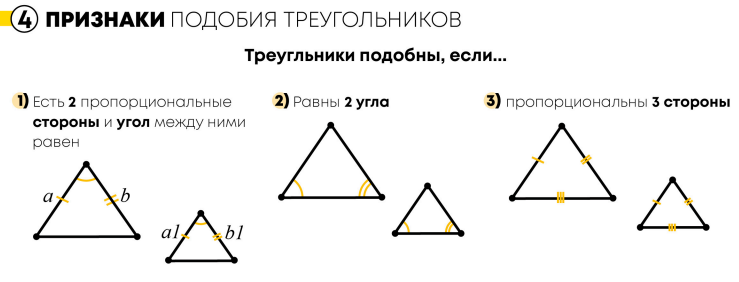 4 ПРИЗНАКИ ПОДОБИЯ ТРЕУГОЛЬНИКОВ
Треугльники подобны, если...
1) Есть 2 пропорциональные
стороны и угол между ними
равен
a
b
a1
b1
2) Равны 2 угла
3) пропорциональны 3 стороны